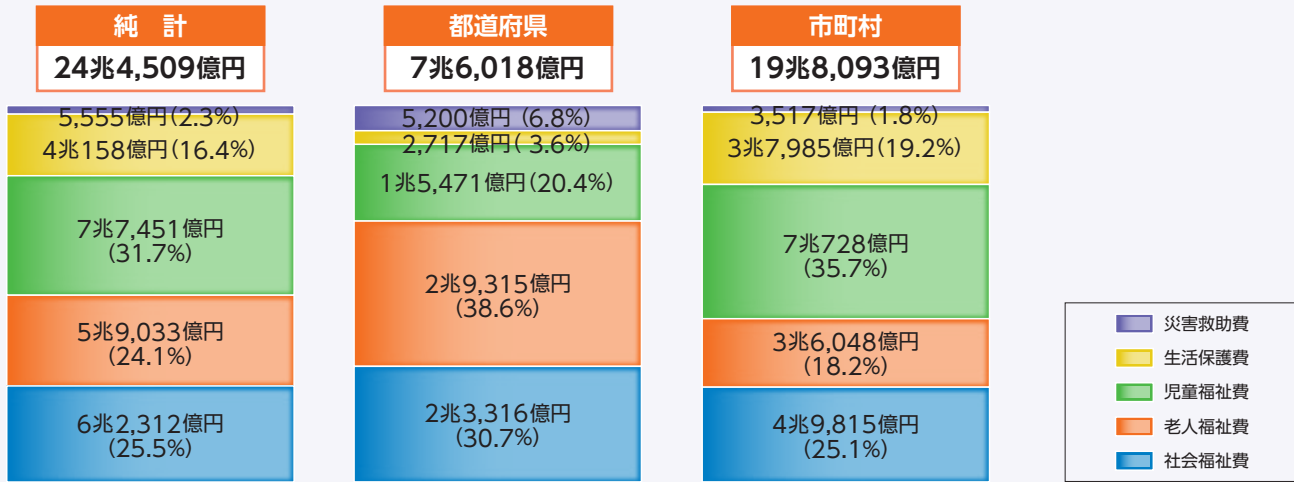 純 計
24兆4,509億円
5,555億円(2.3%)
4兆158億円(16.4%)
7兆7,451億円
(31.7%)
5兆9,033億円
(24.1%)
6兆2,312億円
(25.5%)
都道府県
7兆6,018億円
5,200億円 (6.8%)
2,717億円( 3.6%)
1兆5,471億円(20.4%)
2兆9,315億円
(38.6%)
2兆3,316億円
(30.7%)
市町村
19兆8,093億円
3,517億円 (1.8%)
3兆7,985億円(19.2%)
7兆728億円
(35.7%)
3兆6,048億円
(18.2%)
4兆9,815億円
(25.1%)
災害救助費
生活保護費
児童福祉費
老人福祉費
社会福祉費